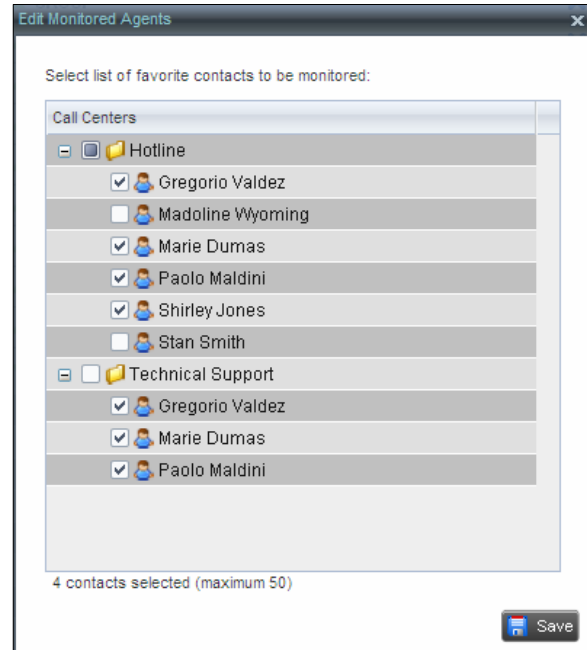 Edit Monitored Agents
Select list of favorite contacts to be monitored:
Call Centers
Hotline
Gregorio Valdez
Madoline Wyoming
Marie Dumas
Paolo Maldini
Shirley Jones
Stan Smith
Technical Support
Gregorio Valdez
Marie Dumas
Paolo Maldini
4 contacts selected (maximum 50)
Save